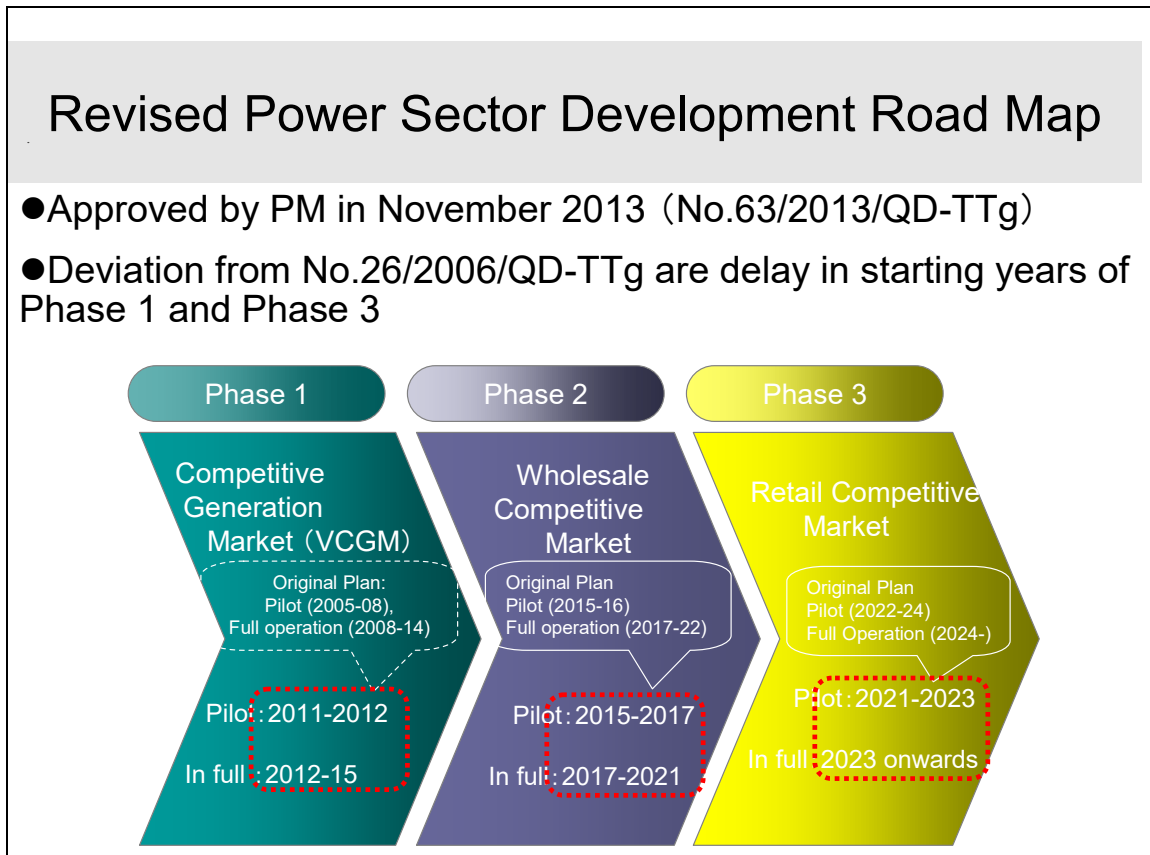 Revised Power Sector Development Road Map
●Approved by PM in November 2013（No.63/2013/QD-TTg）
●Deviation from No.26/2006/QD-TTg are delay in starting years of
Phase 1 and Phase 3
Phase 1
Competitive
Generation
Market（VCGM）
Original Plan:
Pilot (2005-08),
Full operation (2008-14)
Pilot：2011-2012
In full：2012-15
Phase 2
Wholesale
Competitive
Market
Original Plan
Pilot (2015-16)
Full operation (2017-22)
Pilot：2015-2017
In full：2017-2021
Phase 3
Retail Competitive
Market
Original Plan
Pilot (2022-24)
Full Operation (2024-)
Pilot：2021-2023
In full：2023 onwards